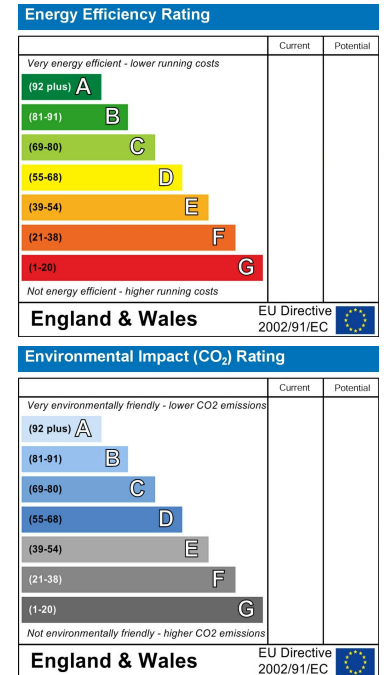 Energy Efficiency Rating
Current Potential
Very energy efficient - lower running costs
(92 plus) A
(81-91) B
(69-80) C
(55-68) D
(39-54) E
(21-38) F
(1-20) G
Not energy efficient - higher running costs
England & Wales
EU Directive
2002/91/EC
Environmental Impact (CO₂) Rating
Current Potential
Very environmentally friendly - lower CO2 emissions
(92 plus) A
(81-91) B
(69-80) C
(55-68) D
(39-54) E
(21-38) F
(1-20) G
Not environmentally friendly - higher CO2 emissions
England & Wales
EU Directive
2002/91/EC